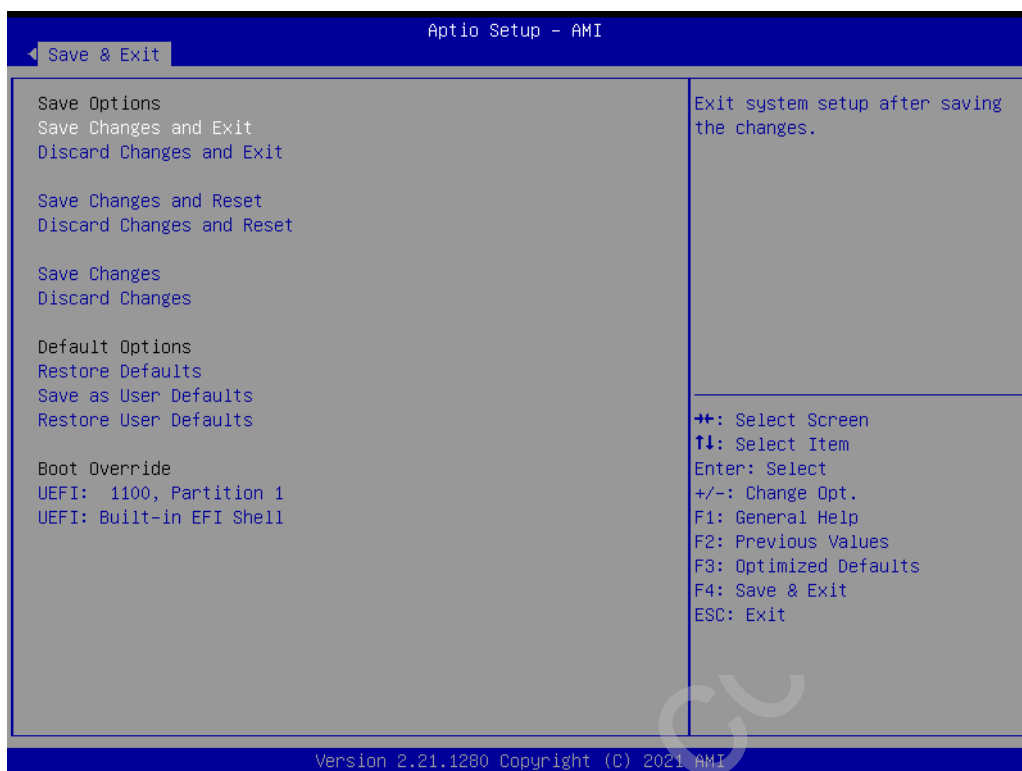 Aptio Setup – AMI
Save & Exit
Save Options
Save Changes and Exit
Discard Changes and Exit
Save Changes and Reset
Discard Changes and Reset
Save Changes
Discard Changes
Default Options
Restore Defaults
Save as User Defaults
Restore User Defaults
Boot Override
UEFI:  1100, Partition 1
UEFI: Built-in EFI Shell
Exit system setup after saving
the changes.
→←: Select Screen
↑↓: Select Item
Enter: Select
+/-: Change Opt.
F1: General Help
F2: Previous Values
F3: Optimized Defaults
F4: Save & Exit
ESC: Exit
Version 2.21.1280 Copyright (C) 2021 AMI